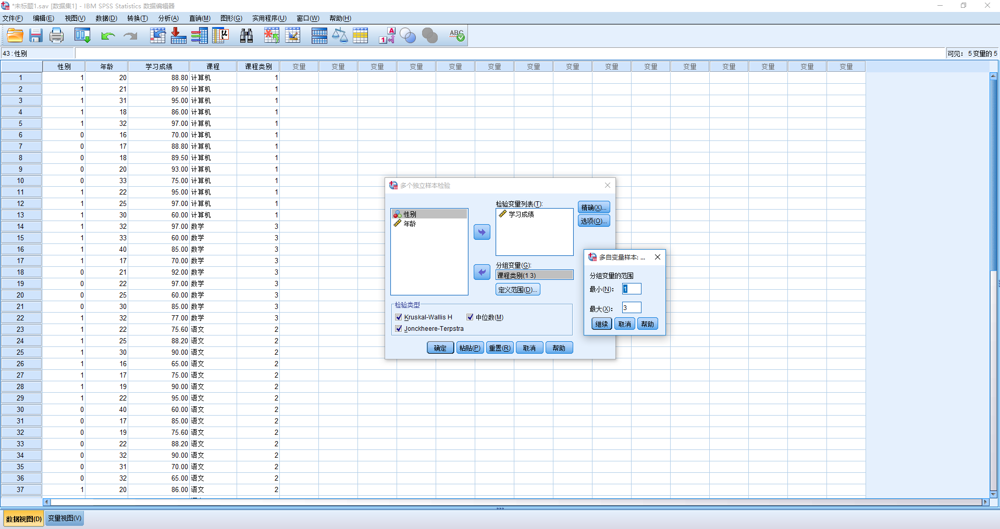 *未标题1.sav [数据集1] - IBM SPSS Statistics 数据编辑器
文件(F) 编辑(E) 视图(V) 数据(D) 转换(T) 分析(A) 直销(M) 图形(G) 实用程序(U) 窗口(W) 帮助(H)
43 : 性别 可见: 5 变量的 5
性别 年龄 学习成绩 课程 课程类别 变量 变量 变量 变量 变量 变量 变量 变量 变量 变量 变量 变量 变量 变量 变量
1 1 20 88.80 计算机 1
2 1 21 89.50 计算机 1
3 1 31 95.00 计算机 1
4 1 18 86.00 计算机 1
5 1 32 97.00 计算机 1
6 0 16 70.00 计算机 1
7 0 17 88.80 计算机 1
8 0 18 89.50 计算机 1
9 0 20 93.00 计算机 1
10 0 33 75.00 计算机 1
11 1 22 95.00 计算机 1
12 1 25 97.00 计算机 1
13 1 30 60.00 计算机 1
14 1 32 97.00 数学 3
15 1 33 60.00 数学 3
16 1 40 85.00 数学 3
17 1 17 70.00 数学 3
18 0 21 92.00 数学 3
19 0 22 97.00 数学 3
20 0 25 60.00 数学 3
21 0 30 85.00 数学 3
22 1 32 77.00 数学 3
23 1 22 75.60 语文 2
24 1 25 88.20 语文 2
25 1 30 90.00 语文 2
26 1 16 65.00 语文 2
27 1 17 75.00 语文 2
28 1 19 90.00 语文 2
29 1 22 95.00 语文 2
30 0 40 60.00 语文 2
31 0 17 85.00 语文 2
32 0 19 75.60 语文 2
33 0 22 88.20 语文 2
34 0 32 90.00 语文 2
35 0 31 70.00 语文 2
36 0 32 65.00 语文 2
37 1 20 86.00 语文 2
多个独立样本检验
性别
年龄
检验变量列表(T):
学习成绩
精确(X)...
选项(O)...
分组变量(G):
课程类别(1 3)
定义范围(D)...
检验类型
Kruskal-Wallis H 中位数(M)
Jonckheere-Terpstra
确定 粘贴(P) 重置(R) 取消 帮助
多自变量样本: ...
分组变量的范围
最小(N): 1
最大(X): 3
继续 取消 帮助
数据视图(D) 变量视图(V)